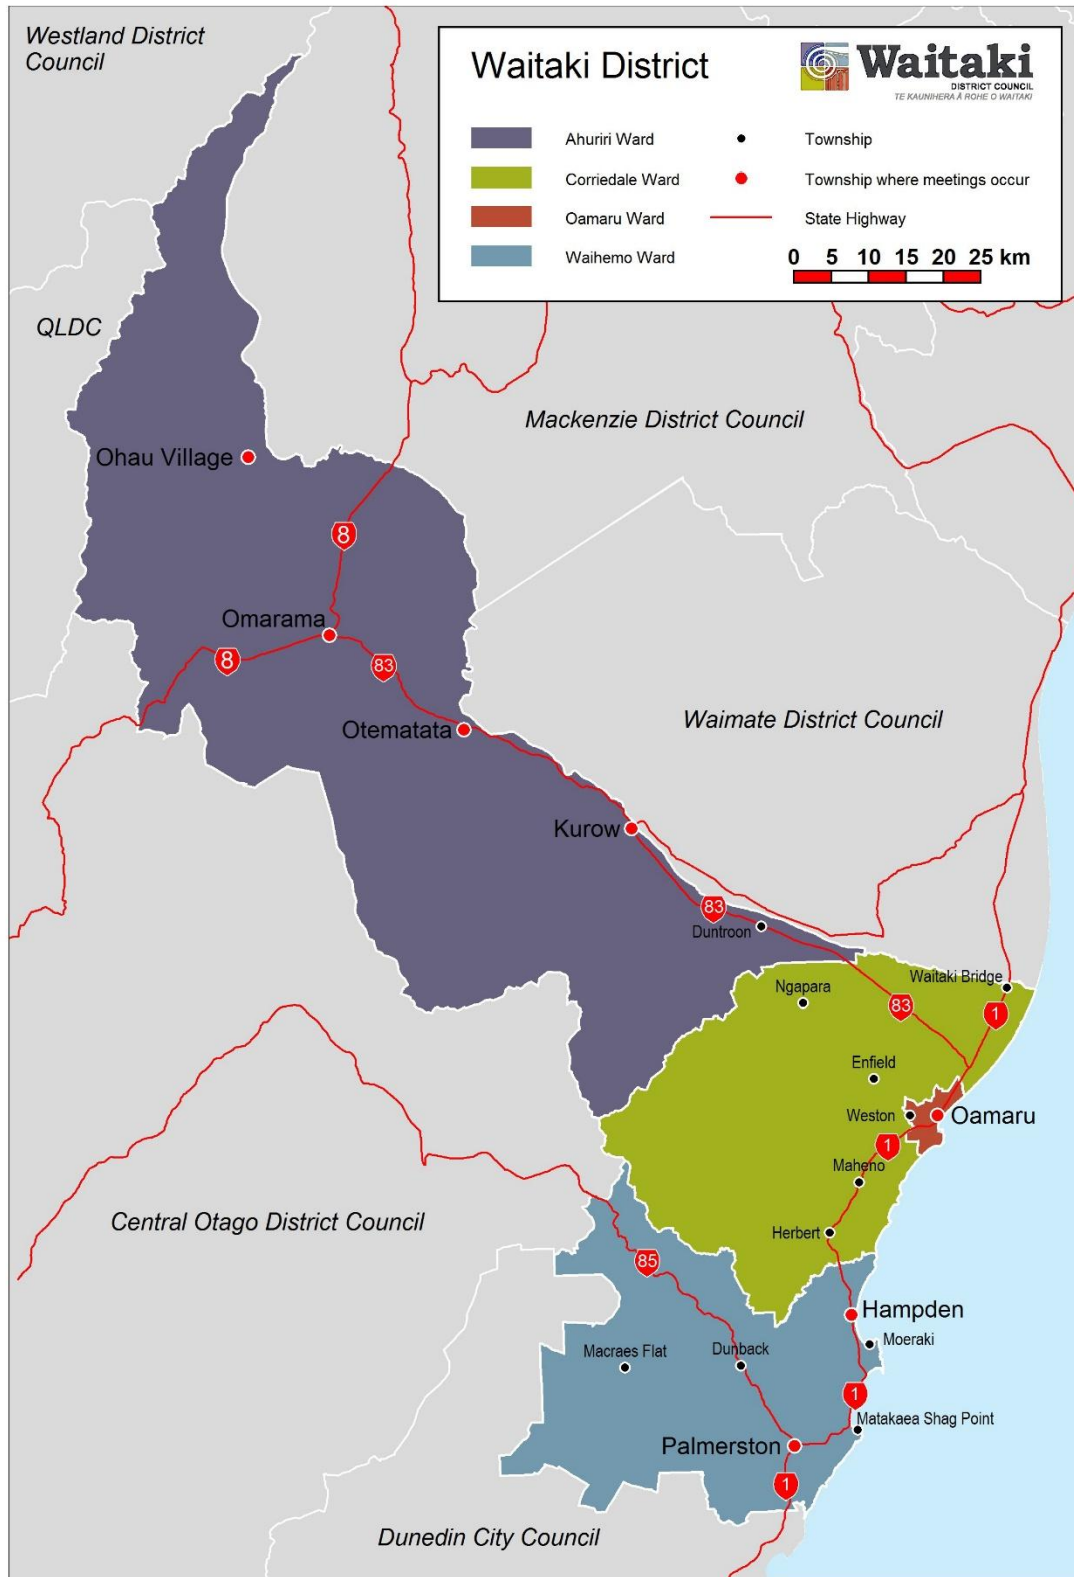 Westland District
Council
Waitaki District
Waitaki
DISTRICT COUNCIL
TE KAUNIHERA Ā ROHE O WAITAKI
Ahuriri Ward
Township
Corriedale Ward
Township where meetings occur
Oamaru Ward
State Highway
Waihemo Ward
0 5 10 15 20 25 km
QLDC
Mackenzie District Council
Ohau Village
8
Omarama
8
83
Otematata
Waimate District Council
Kurow
83
Duntroon
Waitaki Bridge
Ngapara
83
1
Enfield
Weston
Oamaru
1
Maheno
Central Otago District Council
Herbert
85
Hampden
Moeraki
Macraes Flat
Dunback
1
Matakaea Shag Point
Palmerston
1
Dunedin City Council